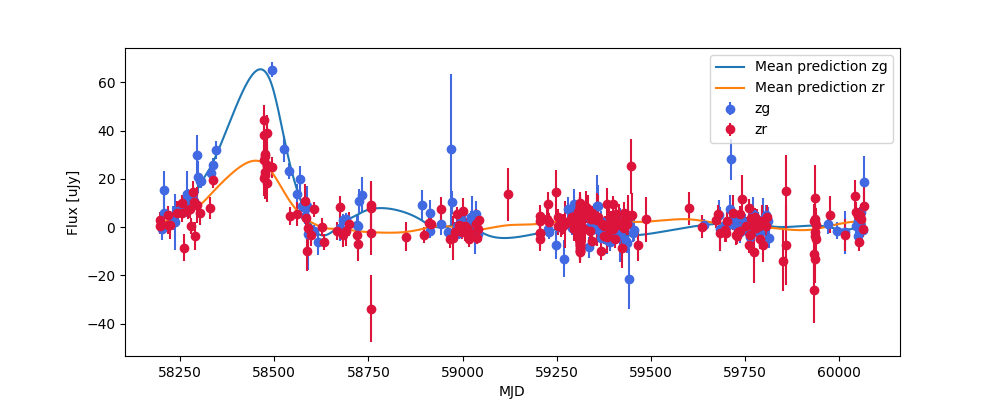 Mean prediction zg
Mean prediction zr
zg
zr
Flux [uJy]
60
40
20
0
−20
−40
58250
58500
58750
59000
59250
59500
59750
60000
MJD